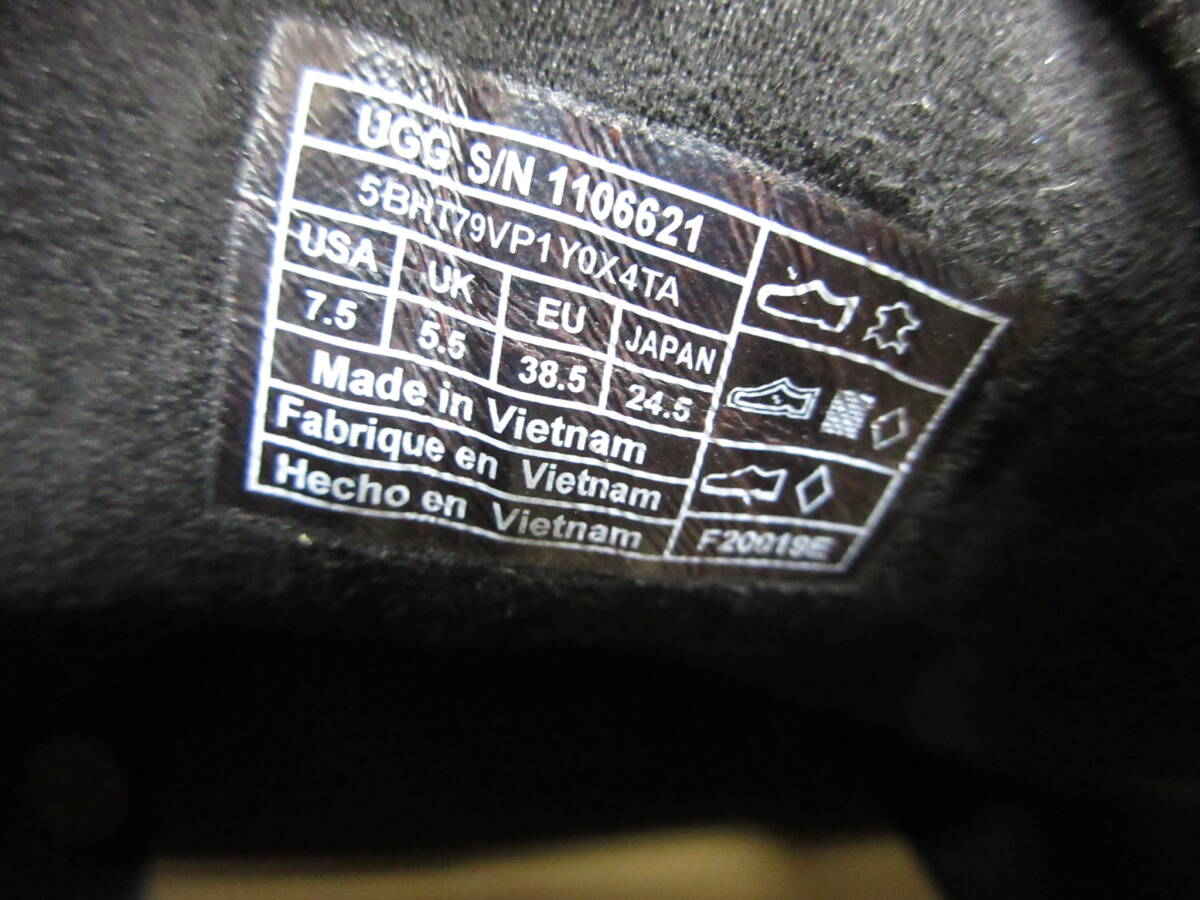 UGG S/N 1106621
5BHT79VP1Y0X4TA
USA UK EU JAPAN
7.5 5.5 38.5 24.5
Made in Vietnam
Fabrique en Vietnam
Hecho en Vietnam
F20019E